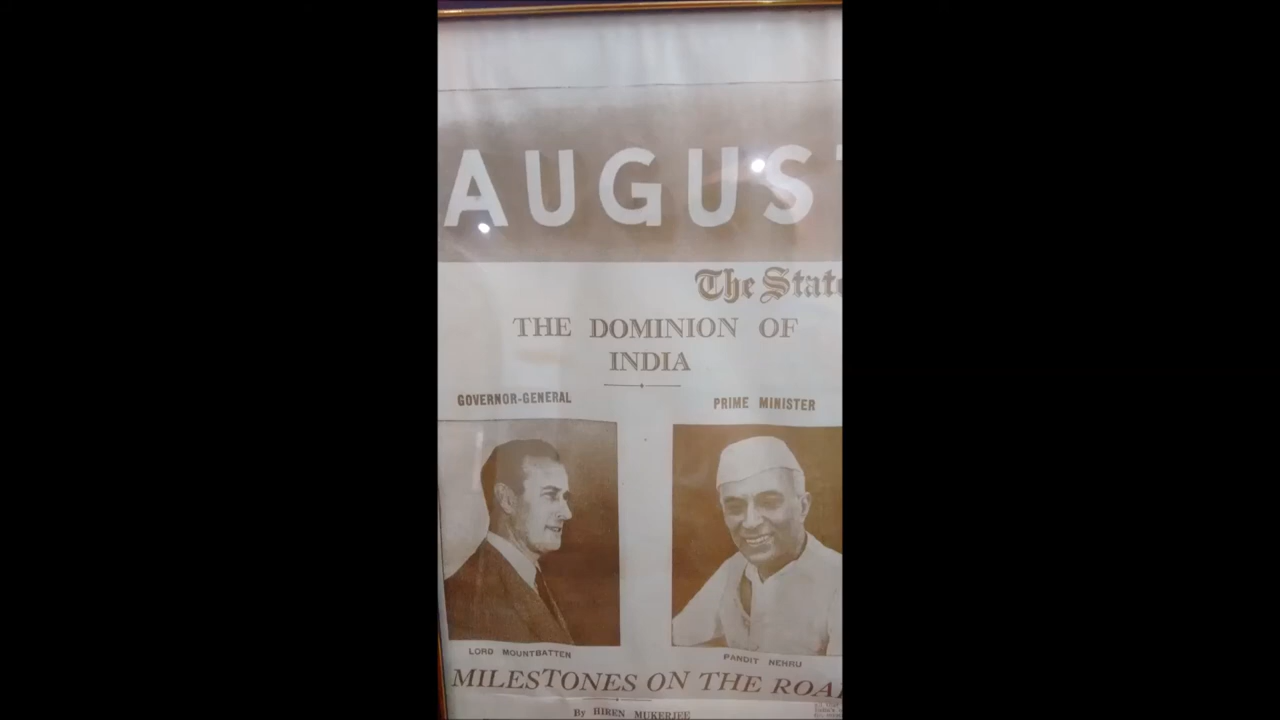 AUGUST
The State
THE DOMINION OF
INDIA
GOVERNOR-GENERAL
PRIME MINISTER
LORD MOUNTBATTEN
PANDIT NEHRU
MILESTONES ON THE ROA
By HIREN MUKERJEE